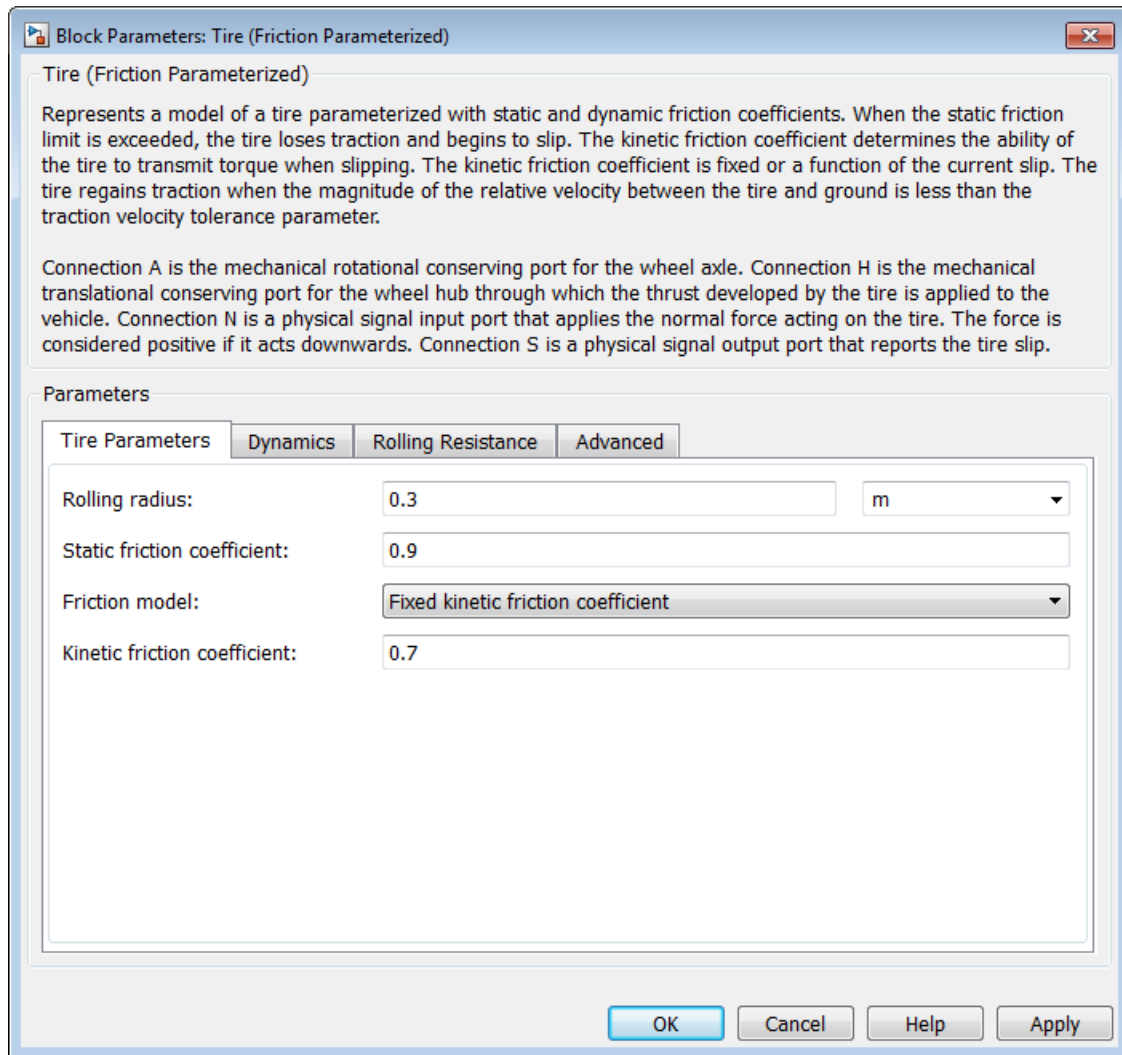 Block Parameters: Tire (Friction Parameterized)
Tire (Friction Parameterized)
Represents a model of a tire parameterized with static and dynamic friction coefficients. When the static friction
limit is exceeded, the tire loses traction and begins to slip. The kinetic friction coefficient determines the ability of
the tire to transmit torque when slipping. The kinetic friction coefficient is fixed or a function of the current slip. The
tire regains traction when the magnitude of the relative velocity between the tire and ground is less than the
traction velocity tolerance parameter.
Connection A is the mechanical rotational conserving port for the wheel axle. Connection H is the mechanical
translational conserving port for the wheel hub through which the thrust developed by the tire is applied to the
vehicle. Connection N is a physical signal input port that applies the normal force acting on the tire. The force is
considered positive if it acts downwards. Connection S is a physical signal output port that reports the tire slip.
Parameters
Tire Parameters Dynamics Rolling Resistance Advanced
Rolling radius: 0.3 m
Static friction coefficient: 0.9
Friction model: Fixed kinetic friction coefficient
Kinetic friction coefficient: 0.7
OK Cancel Help Apply